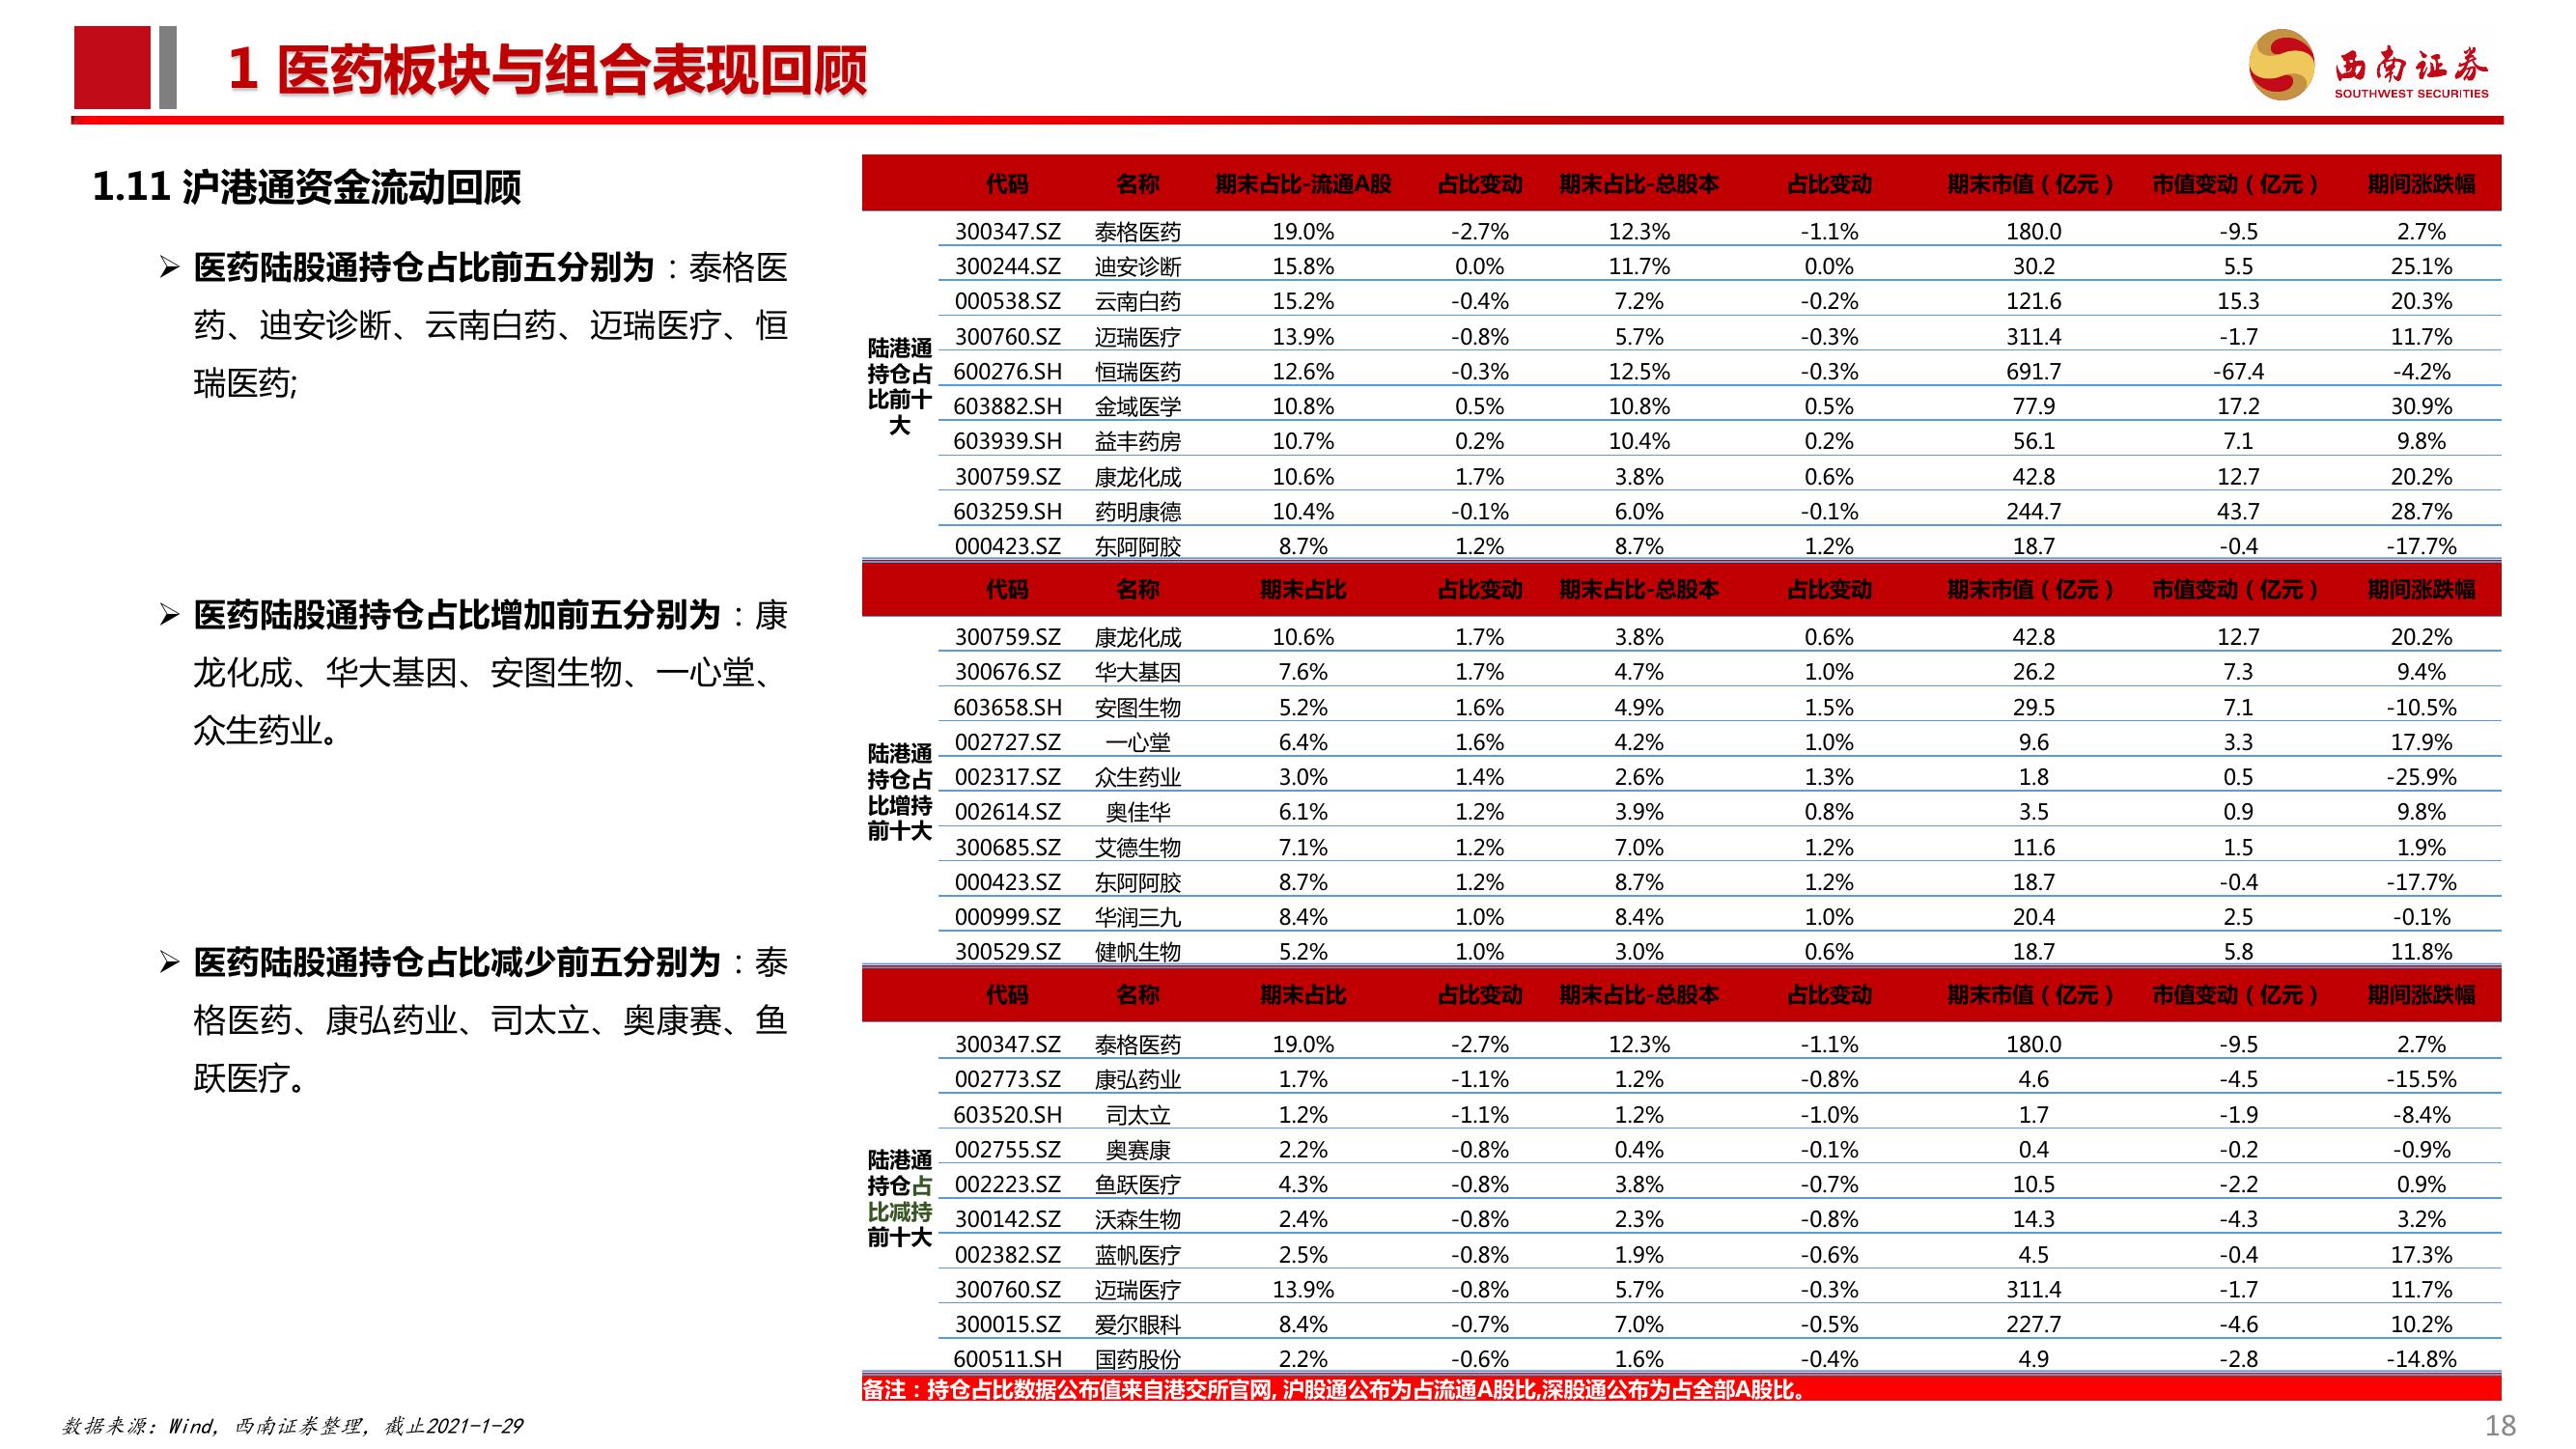 1 医药板块与组合表现回顾
西南证券
SOUTHWEST SECURITIES
1.11 沪港通资金流动回顾
➢ 医药陆股通持仓占比前五分别为：泰格医
药、迪安诊断、云南白药、迈瑞医疗、恒
瑞医药;
➢ 医药陆股通持仓占比增加前五分别为：康
龙化成、华大基因、安图生物、一心堂、
众生药业。
➢ 医药陆股通持仓占比减少前五分别为：泰
格医药、康弘药业、司太立、奥康赛、鱼
跃医疗。
代码 名称 期末占比-流通A股 占比变动 期末占比-总股本 占比变动 期末市值（亿元） 市值变动（亿元） 期间涨跌幅
陆港通
持仓占
比前十
大
300347.SZ 泰格医药 19.0% -2.7% 12.3% -1.1% 180.0 -9.5 2.7%
300244.SZ 迪安诊断 15.8% 0.0% 11.7% 0.0% 30.2 5.5 25.1%
000538.SZ 云南白药 15.2% -0.4% 7.2% -0.2% 121.6 15.3 20.3%
300760.SZ 迈瑞医疗 13.9% -0.8% 5.7% -0.3% 311.4 -1.7 11.7%
600276.SH 恒瑞医药 12.6% -0.3% 12.5% -0.3% 691.7 -67.4 -4.2%
603882.SH 金域医学 10.8% 0.5% 10.8% 0.5% 77.9 17.2 30.9%
603939.SH 益丰药房 10.7% 0.2% 10.4% 0.2% 56.1 7.1 9.8%
300759.SZ 康龙化成 10.6% 1.7% 3.8% 0.6% 42.8 12.7 20.2%
603259.SH 药明康德 10.4% -0.1% 6.0% -0.1% 244.7 43.7 28.7%
000423.SZ 东阿阿胶 8.7% 1.2% 8.7% 1.2% 18.7 -0.4 -17.7%
代码 名称 期末占比 占比变动 期末占比-总股本 占比变动 期末市值（亿元） 市值变动（亿元） 期间涨跌幅
陆港通
持仓占
比增持
前十大
300759.SZ 康龙化成 10.6% 1.7% 3.8% 0.6% 42.8 12.7 20.2%
300676.SZ 华大基因 7.6% 1.7% 4.7% 1.0% 26.2 7.3 9.4%
603658.SH 安图生物 5.2% 1.6% 4.9% 1.5% 29.5 7.1 -10.5%
002727.SZ 一心堂 6.4% 1.6% 4.2% 1.0% 9.6 3.3 17.9%
002317.SZ 众生药业 3.0% 1.4% 2.6% 1.3% 1.8 0.5 -25.9%
002614.SZ 奥佳华 6.1% 1.2% 3.9% 0.8% 3.5 0.9 9.8%
300685.SZ 艾德生物 7.1% 1.2% 7.0% 1.2% 11.6 1.5 1.9%
000423.SZ 东阿阿胶 8.7% 1.2% 8.7% 1.2% 18.7 -0.4 -17.7%
000999.SZ 华润三九 8.4% 1.0% 8.4% 1.0% 20.4 2.5 -0.1%
300529.SZ 健帆生物 5.2% 1.0% 3.0% 0.6% 18.7 5.8 11.8%
代码 名称 期末占比 占比变动 期末占比-总股本 占比变动 期末市值（亿元） 市值变动（亿元） 期间涨跌幅
陆港通
持仓占
比减持
前十大
300347.SZ 泰格医药 19.0% -2.7% 12.3% -1.1% 180.0 -9.5 2.7%
002773.SZ 康弘药业 1.7% -1.1% 1.2% -0.8% 4.6 -4.5 -15.5%
603520.SH 司太立 1.2% -1.1% 1.2% -1.0% 1.7 -1.9 -8.4%
002755.SZ 奥赛康 2.2% -0.8% 0.4% -0.1% 0.4 -0.2 -0.9%
002223.SZ 鱼跃医疗 4.3% -0.8% 3.8% -0.7% 10.5 -2.2 0.9%
300142.SZ 沃森生物 2.4% -0.8% 2.3% -0.8% 14.3 -4.3 3.2%
002382.SZ 蓝帆医疗 2.5% -0.8% 1.9% -0.6% 4.5 -0.4 17.3%
300760.SZ 迈瑞医疗 13.9% -0.8% 5.7% -0.3% 311.4 -1.7 11.7%
300015.SZ 爱尔眼科 8.4% -0.7% 7.0% -0.5% 227.7 -4.6 10.2%
600511.SH 国药股份 2.2% -0.6% 1.6% -0.4% 4.9 -2.8 -14.8%
备注：持仓占比数据公布值来自港交所官网, 沪股通公布为占流通A股比,深股通公布为占全部A股比。
数据来源：Wind，西南证券整理，截止2021-1-29
18